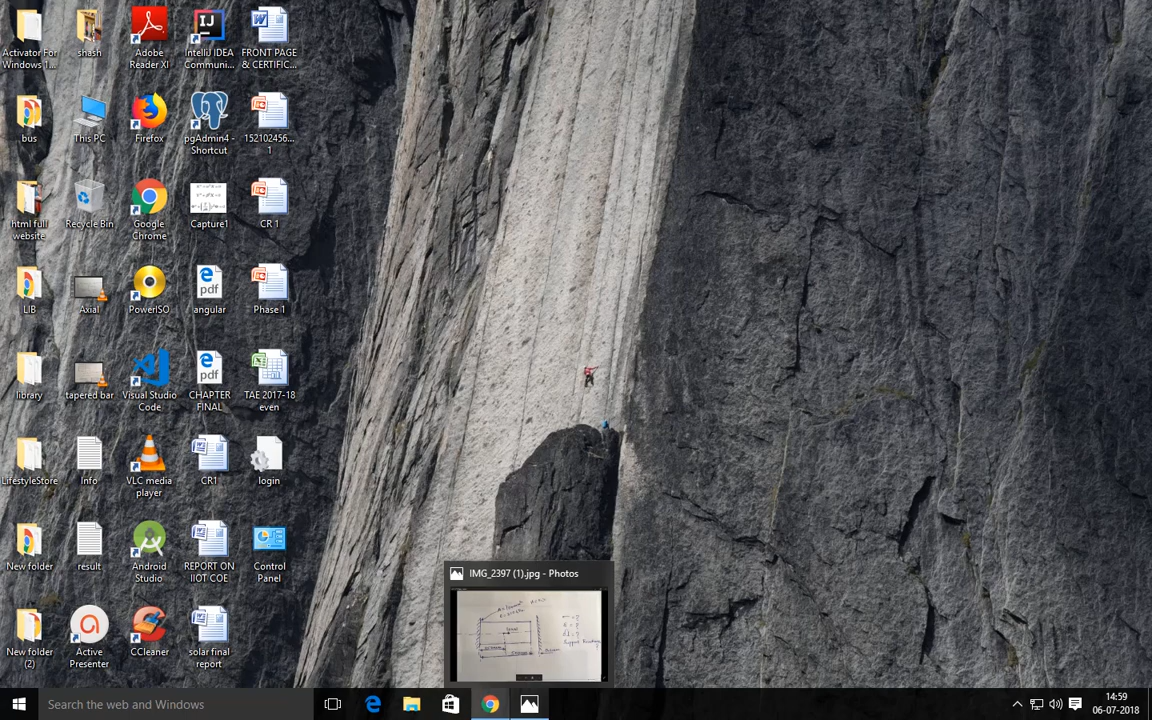 Activator For
Windows 1...
shash
Adobe
Reader XI
IntelliJ IDEA
Communi...
FRONT PAGE
& CERTIFIC...
bus
This PC
Firefox
pgAdmin4 -
Shortcut
152102456...
1
html full
website
Recycle Bin
Google
Chrome
Capture1
CR 1
LIB
Axial
PowerISO
angular
Phase 1
library
tapered bar
Visual Studio
Code
CHAPTER
FINAL
TAE 2017-18
even
LifestyleStore
Info
VLC media
player
CR1
login
New folder
result
Android
Studio
REPORT ON
IIOT COE
Control
Panel
New folder
(2)
Active
Presenter
CCleaner
solar final
report
IMG_2397 (1).jpg - Photos
Search the web and Windows
14:59
06-07-2018